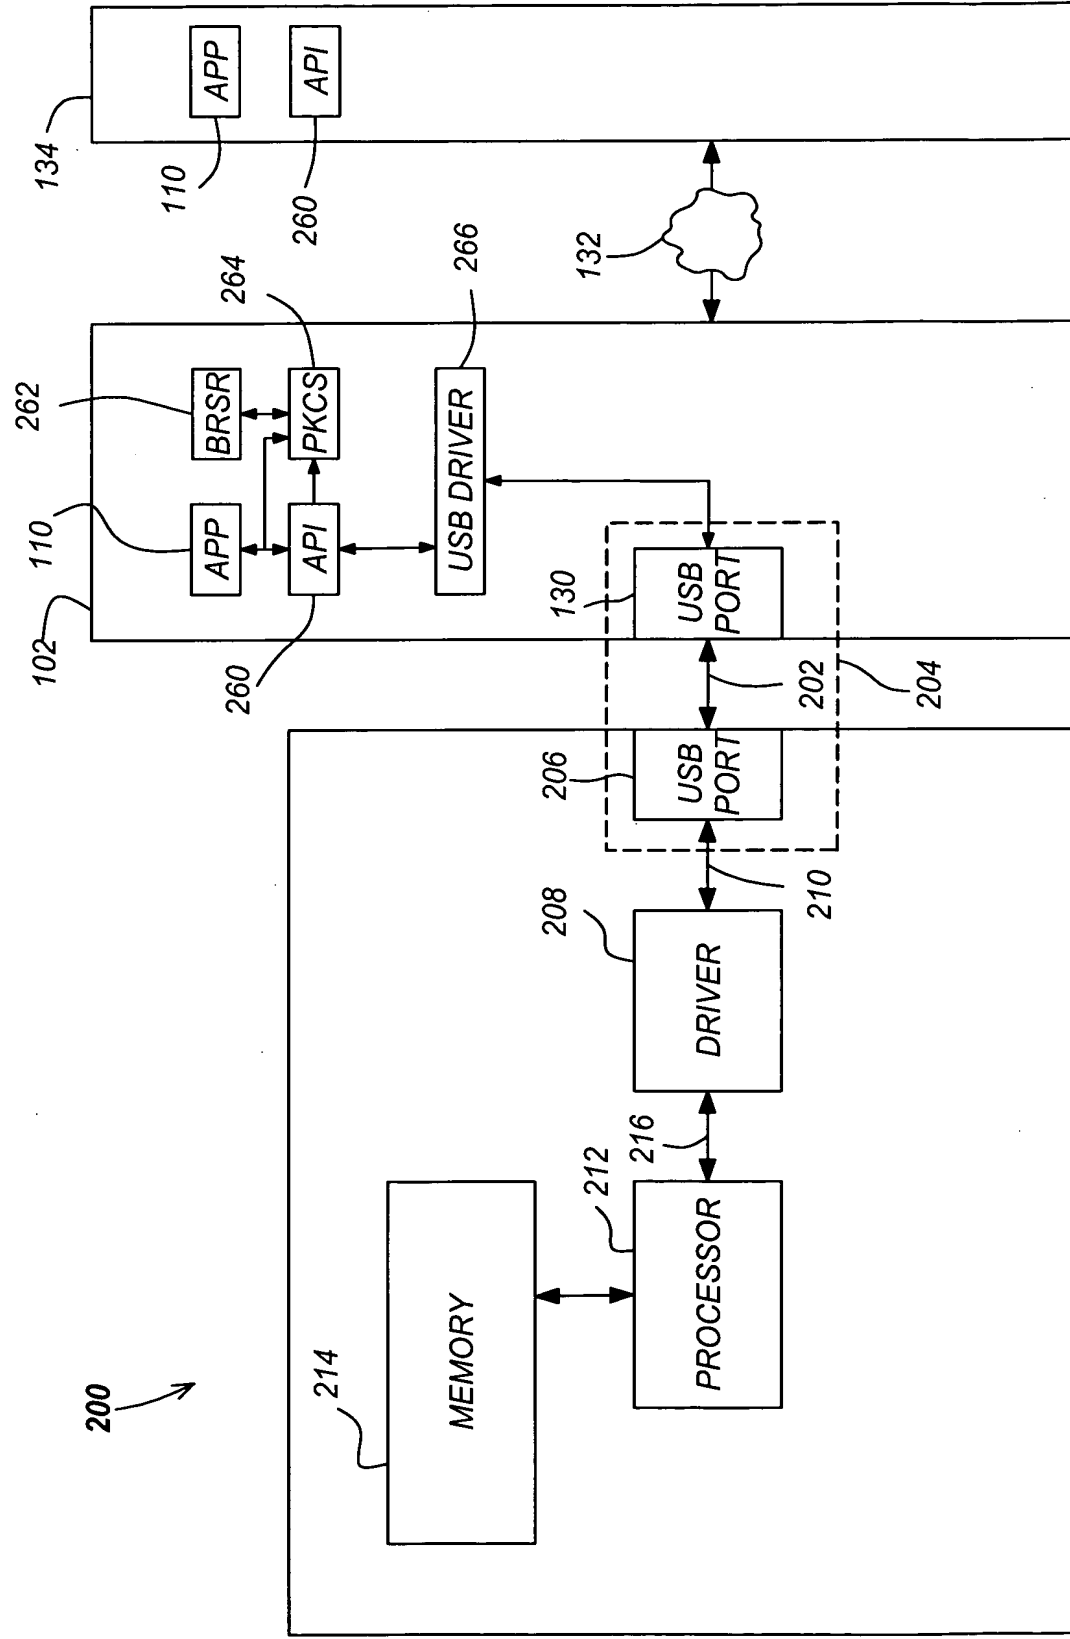 200
214
MEMORY
212
PROCESSOR
216
208
DRIVER
210
206
USB
PORT
202
204
130
USB
PORT
102
110
APP
262
BRSR
260
API
264
PKCS
266
USB DRIVER
132
134
110
APP
260
API